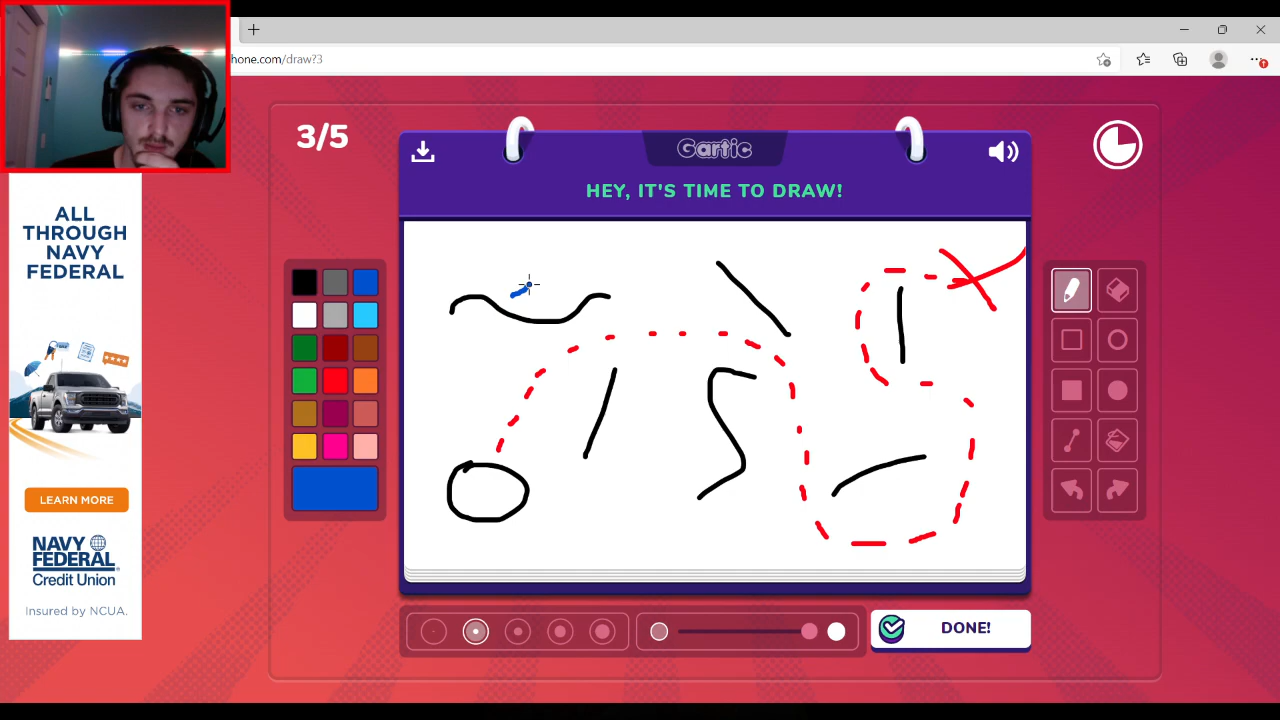 hone.com/draw?3
3/5
Gartic
HEY, IT'S TIME TO DRAW!
ALL
THROUGH
NAVY
FEDERAL
LEARN MORE
NAVY
FEDERAL
Credit Union
Insured by NCUA.
DONE!